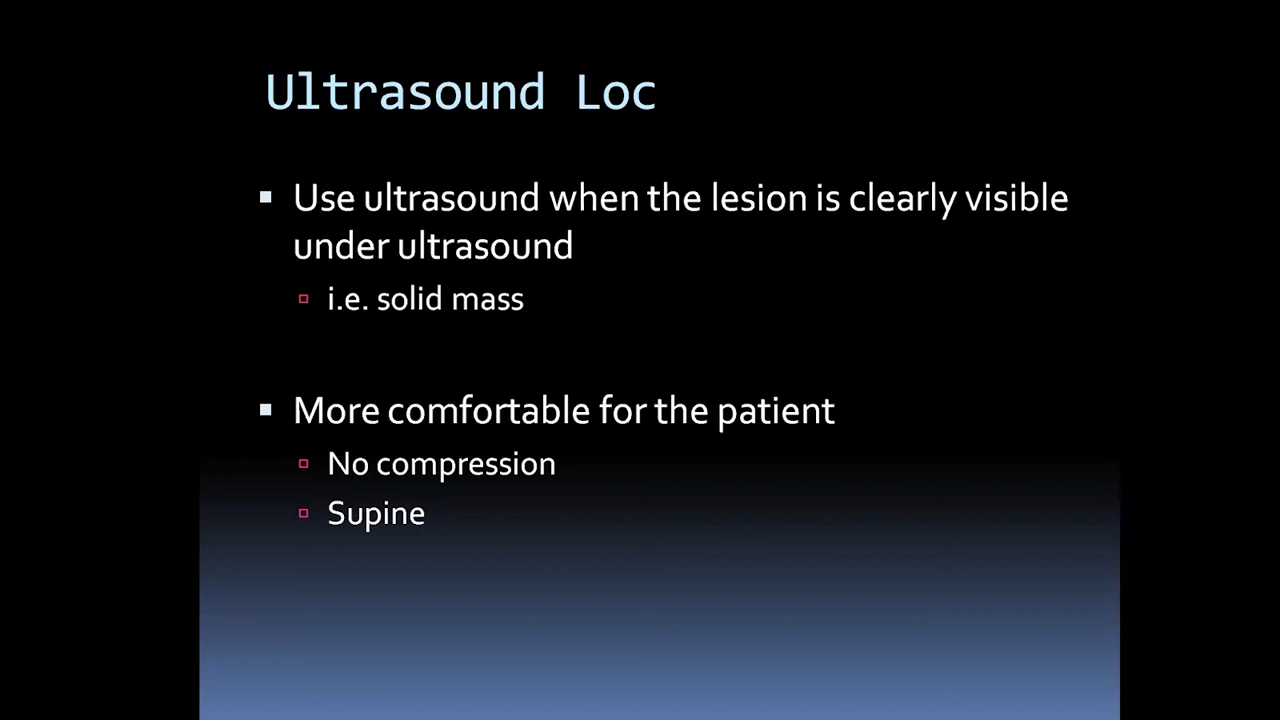 Ultrasound Loc
Use ultrasound when the lesion is clearly visible
under ultrasound
i.e. solid mass
More comfortable for the patient
No compression
Supine